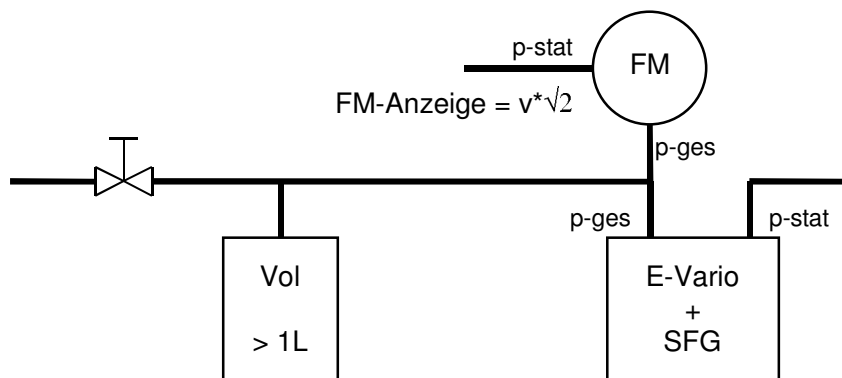 p-stat
FM
FM-Anzeige = v*√2
p-ges
p-ges
p-stat
Vol
> 1L
E-Vario
+
SFG